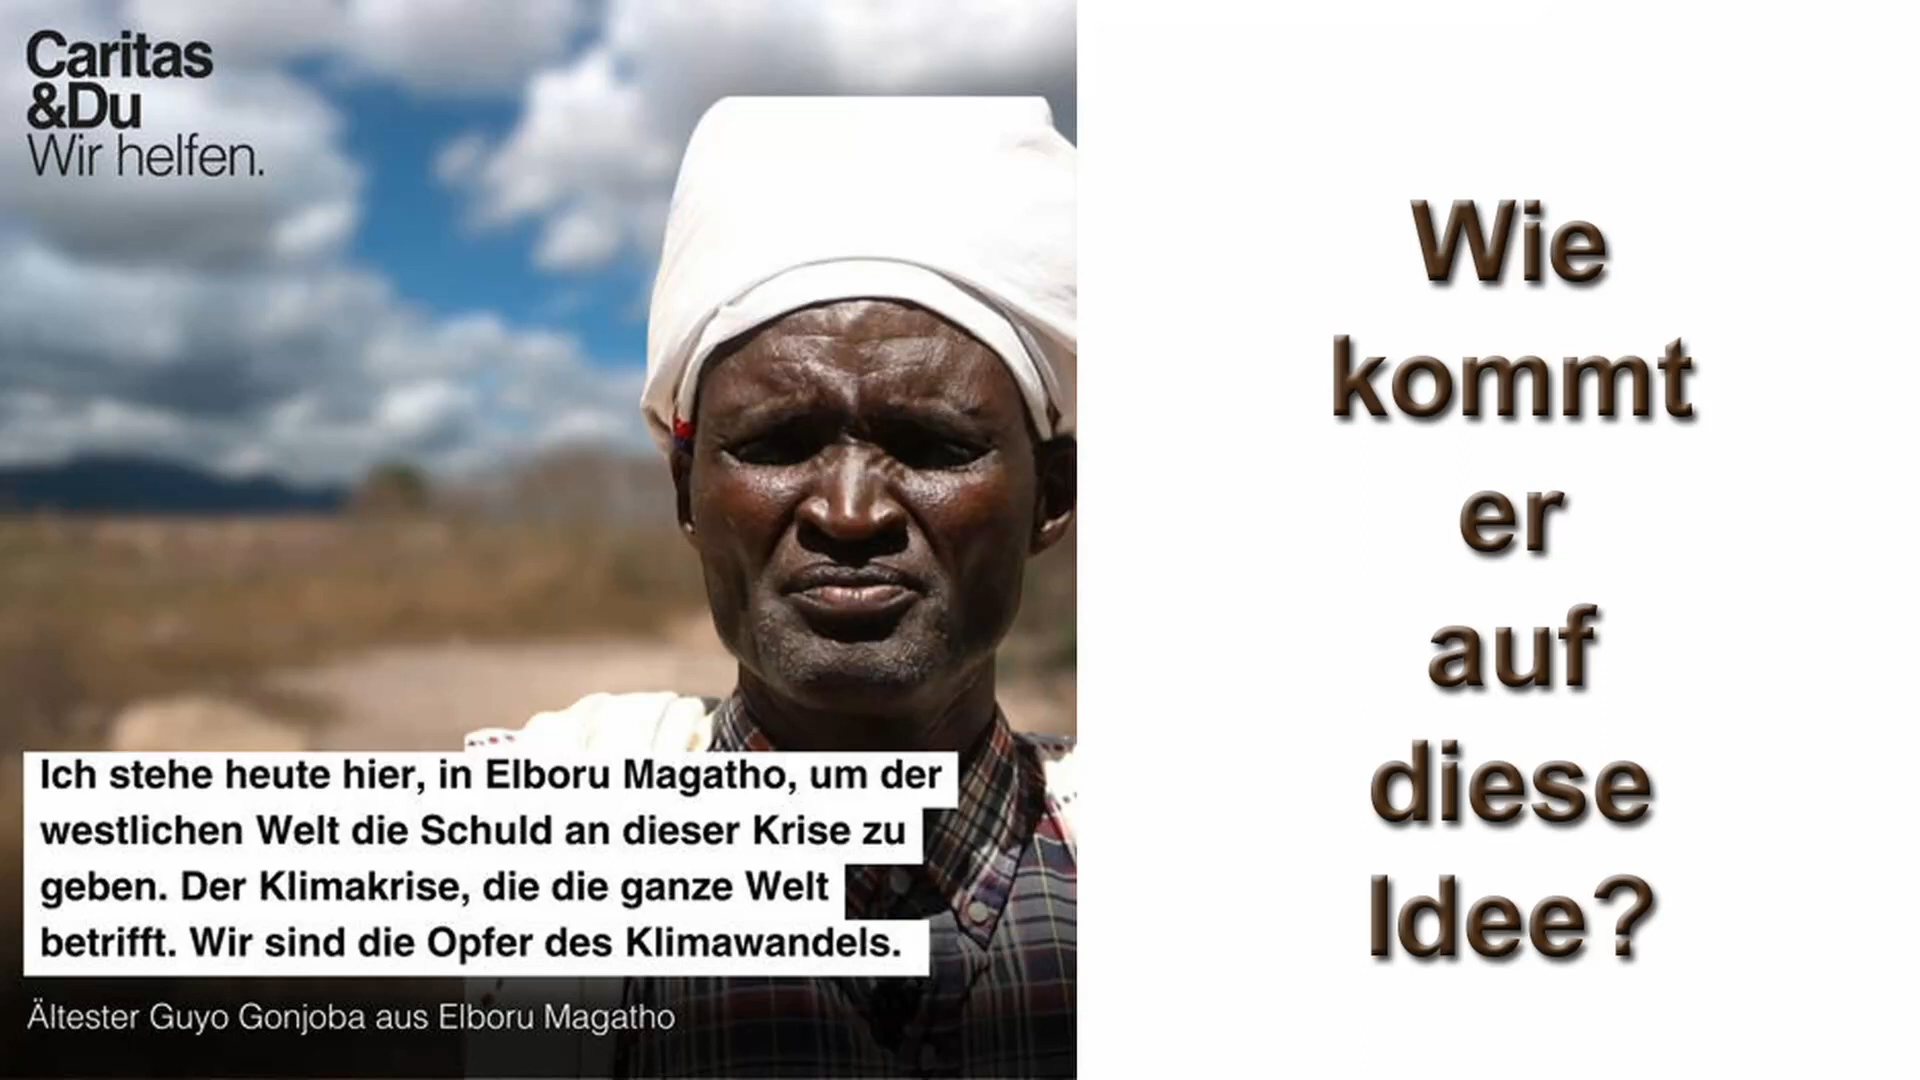 Caritas
&Du
Wir helfen.
Ich stehe heute hier, in Elboru Magatho, um der
westlichen Welt die Schuld an dieser Krise zu
geben. Der Klimakrise, die die ganze Welt
betrifft. Wir sind die Opfer des Klimawandels.
Ältester Guyo Gonjoba aus Elboru Magatho
Wie
kommt
er
auf
diese
Idee?